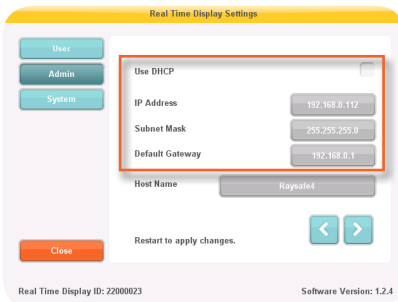 Real Time Display Settings
User
Admin
System
Use DHCP
IP Address 192.168.0.112
Subnet Mask 255.255.255.0
Default Gateway 192.168.0.1
Host Name Raysafe4
Restart to apply changes.
Close
Real Time Display ID: 22000023 Software Version: 1.2.4